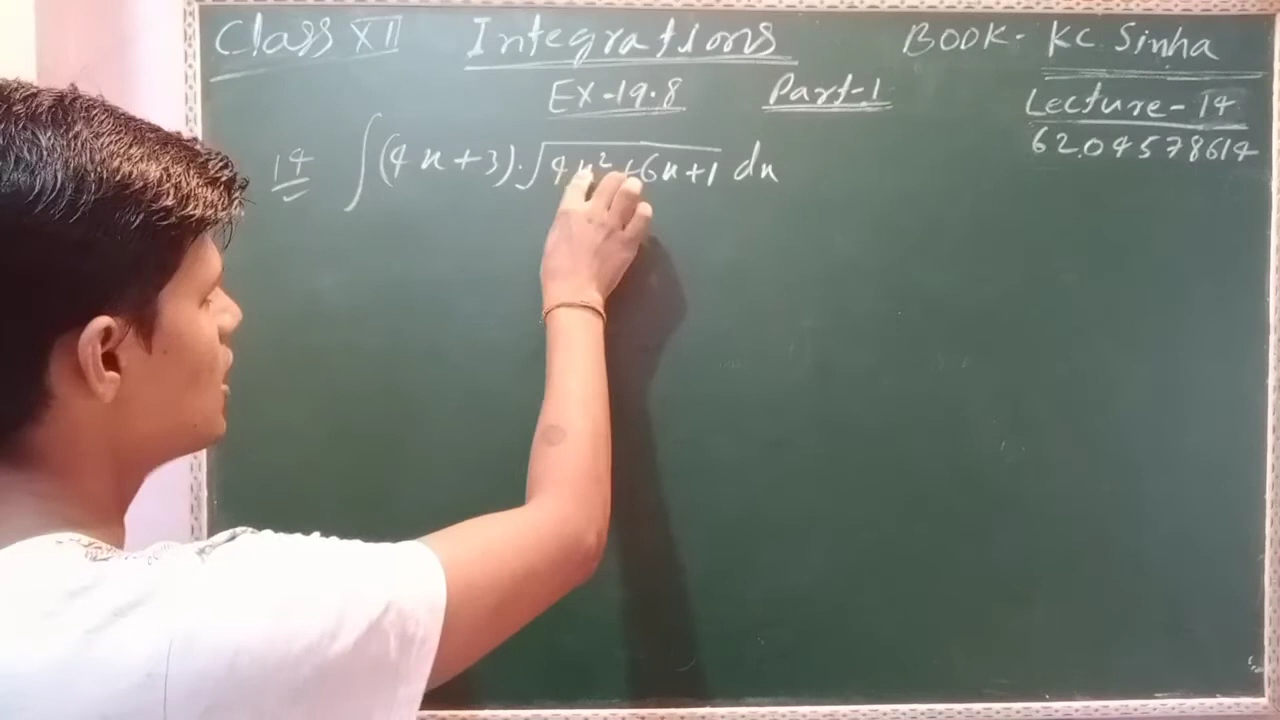 Class XII Integrations BOOK- KC Sinha
EX-19.8 Part-1 Lecture-14
6204578614
14 ∫(4x+3)·√4x²+6x+1 dx